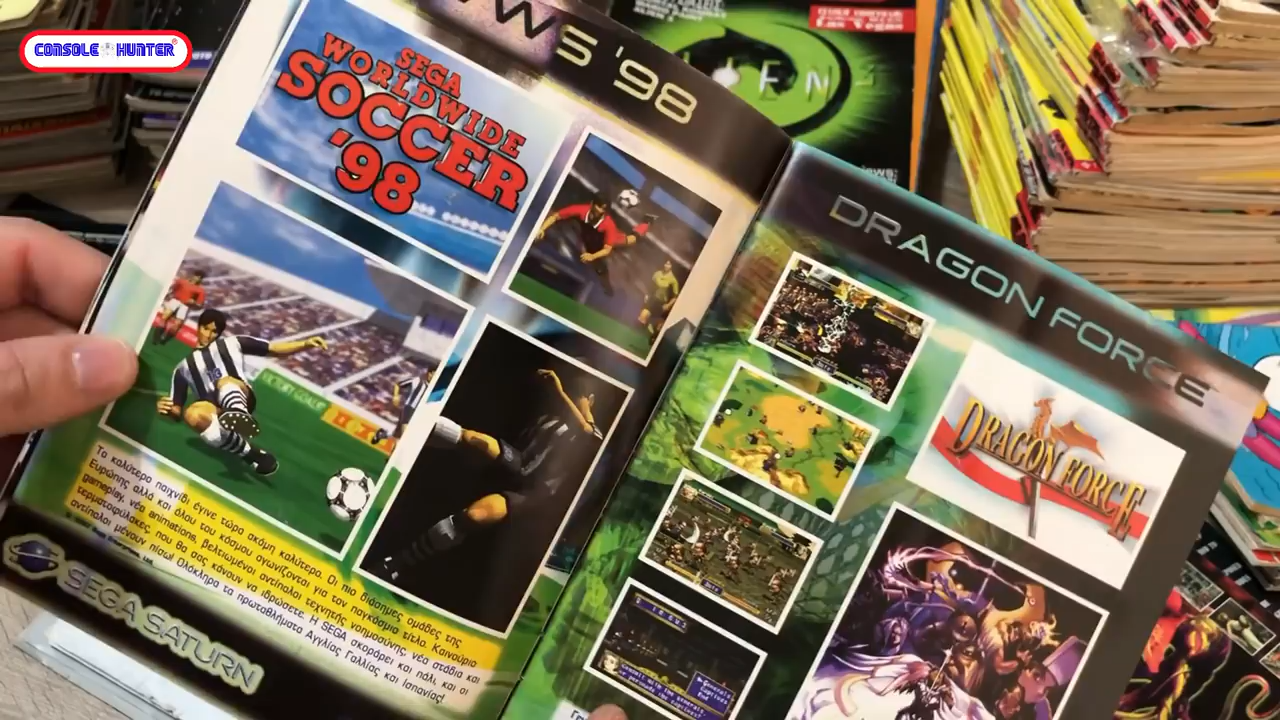 CONSOLE HUNTER
WWS '98
SEGA
WORLDWIDE
SOCCER
'98
Το καλύτερο παιχνίδι έγινε τώρα ακόμη καλύτερο. Οι πιο διάσημες ομάδες της
Ευρώπης αλλά και όλου του κόσμου αγωνίζονται για τον παγκόσμιο τίτλο. Καινούριο
gameplay, νέα animations, βελτιωμένοι αντίπαλοι τεχνητής νοημοσύνης, νέα στάδια και
τερματοφύλακες, που θα σας κάνουν να ιδρώσετε. Η SEGA σκοράρει και πάλι, και οι
αντίπαλοι μένουν πίσω! Ολόκληρα τα πρωταθλήματα Αγγλίας Γαλλίας και Ισπανίας!
SEGA SATURN
DRAGON FORCE
DRAGON FORCE